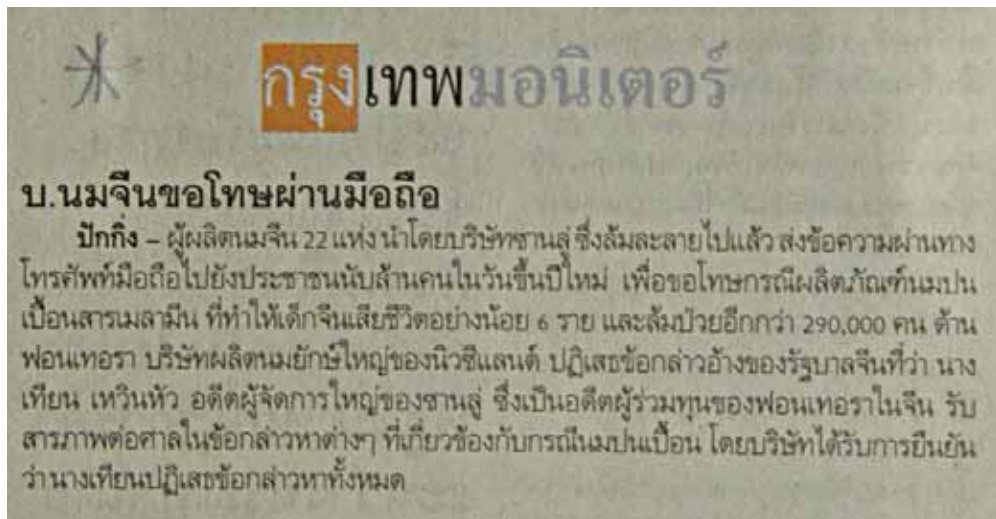 กรุงเทพมอนิเตอร์
บ.นมจีนขอโทษผ่านมือถือ
ปักกิ่ง – ผู้ผลิตนมจีน 22 แห่ง นำโดยบริษัทซานลู่ ซึ่งล้มละลายไปแล้ว ส่งข้อความผ่านทาง
โทรศัพท์มือถือไปยังประชาชนนับล้านคนในวันขึ้นปีใหม่ เพื่อขอโทษกรณีผลิตภัณฑ์นมปน
เปื้อนสารเมลามีน ที่ทำให้เด็กจีนเสียชีวิตอย่างน้อย 6 ราย และล้มป่วยอีกกว่า 290,000 คน ด้าน
ฟอนเทอรา บริษัทผลิตนมยักษ์ใหญ่ของนิวซีแลนด์ ปฏิเสธข้อกล่าวอ้างของรัฐบาลจีนที่ว่า นาง
เทียน เหวินหัว อดีตผู้จัดการใหญ่ของซานลู่ ซึ่งเป็นอดีตผู้ร่วมทุนของฟอนเทอราในจีน รับ
สารภาพต่อศาลในข้อกล่าวหาต่างๆ ที่เกี่ยวข้องกับกรณีนมปนเปื้อน โดยบริษัทได้รับการยืนยัน
ว่านางเทียนปฏิเสธข้อกล่าวหาทั้งหมด